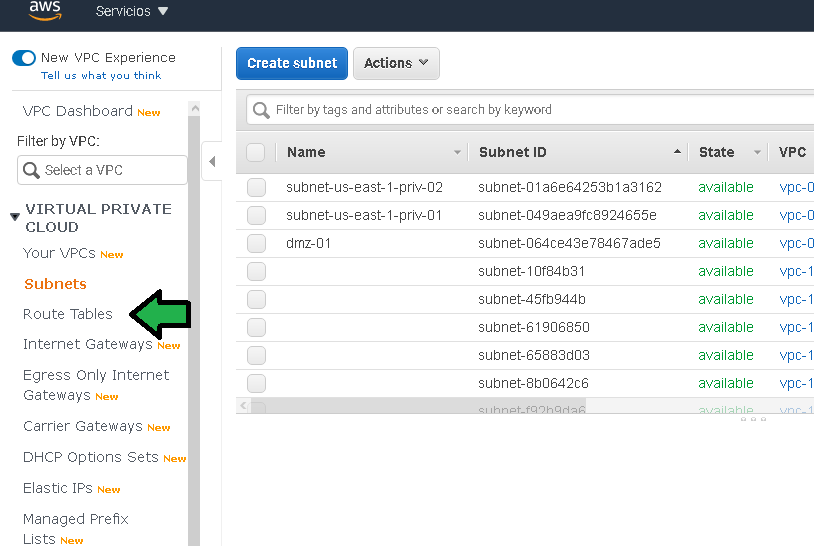 aws
Servicios
New VPC Experience
Tell us what you think
VPC Dashboard New
Filter by VPC:
Select a VPC
VIRTUAL PRIVATE
CLOUD
Your VPCs New
Subnets
Route Tables
Internet Gateways New
Egress Only Internet
Gateways New
Carrier Gateways New
DHCP Options Sets New
Elastic IPs New
Managed Prefix
Lists New
Create subnet Actions
Filter by tags and attributes or search by keyword
Name Subnet ID State VPC
subnet-us-east-1-priv-02 subnet-01a6e64253b1a3162 available vpc-0
subnet-us-east-1-priv-01 subnet-049aea9fc8924655e available vpc-0
dmz-01 subnet-064ce43e78467ade5 available vpc-0
subnet-10f84b31 available vpc-1
subnet-45fb944b available vpc-1
subnet-61906850 available vpc-1
subnet-65883d03 available vpc-1
subnet-8b0642c6 available vpc-1
subnet-f92b9da6 available vpc-1